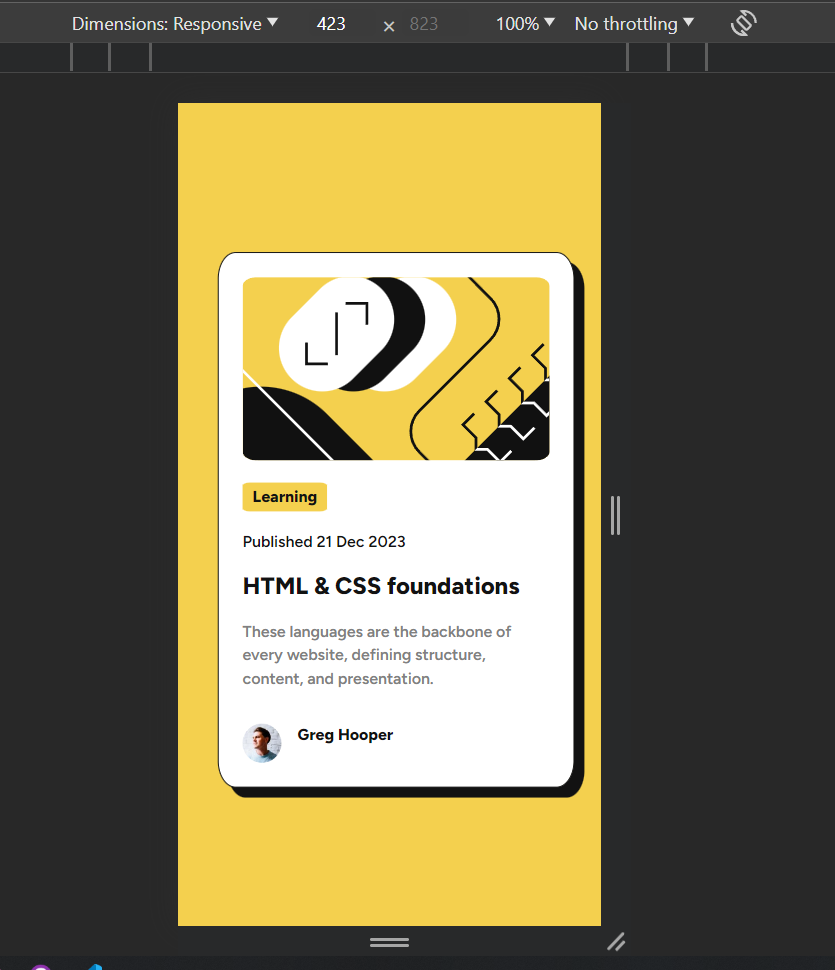 Dimensions: Responsive 423 × 823 100% No throttling
Learning
Published 21 Dec 2023
HTML & CSS foundations
These languages are the backbone of
every website, defining structure,
content, and presentation.
Greg Hooper